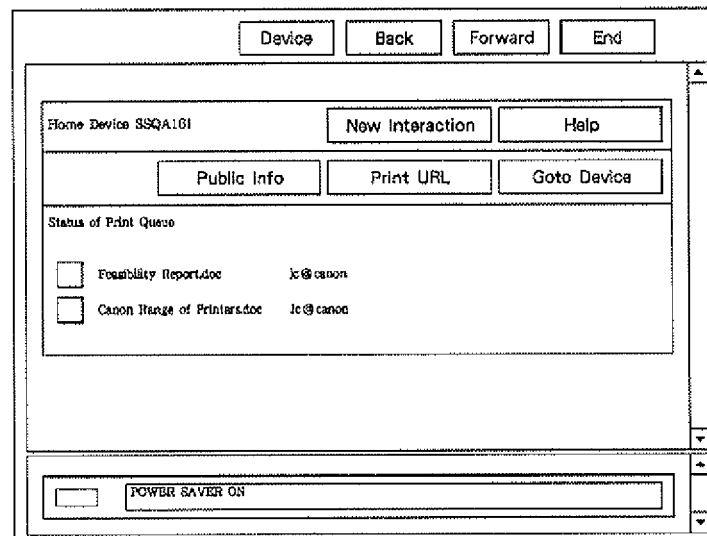 Device Back Forward End
Home Device SSQA161 New Interaction Help
Public Info Print URL Goto Device
Status of Print Queue
Feasibility Report.doc jc@canon
Canon Range of Printers.doc jc@canon
POWER SAVER ON